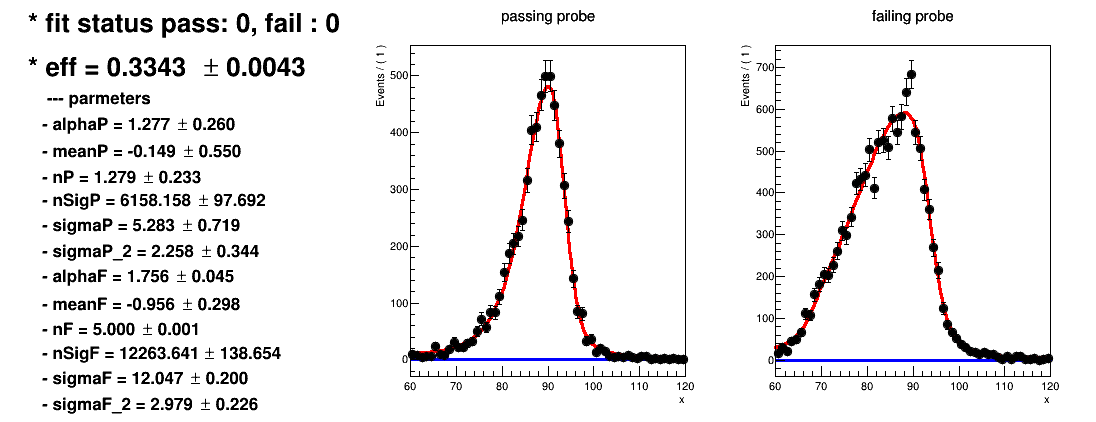 * fit status pass: 0, fail : 0
* eff = 0.3343 ± 0.0043
--- parmeters
- alphaP = 1.277 ± 0.260
- meanP = -0.149 ± 0.550
- nP = 1.279 ± 0.233
- nSigP = 6158.158 ± 97.692
- sigmaP = 5.283 ± 0.719
- sigmaP_2 = 2.258 ± 0.344
- alphaF = 1.756 ± 0.045
- meanF = -0.956 ± 0.298
- nF = 5.000 ± 0.001
- nSigF = 12263.641 ± 138.654
- sigmaF = 12.047 ± 0.200
- sigmaF_2 = 2.979 ± 0.226
passing probe
Events / ( 1 )
500
400
300
200
100
0
60 70 80 90 100 110 120
x
failing probe
Events / ( 1 )
700
600
500
400
300
200
100
0
60 70 80 90 100 110 120
x